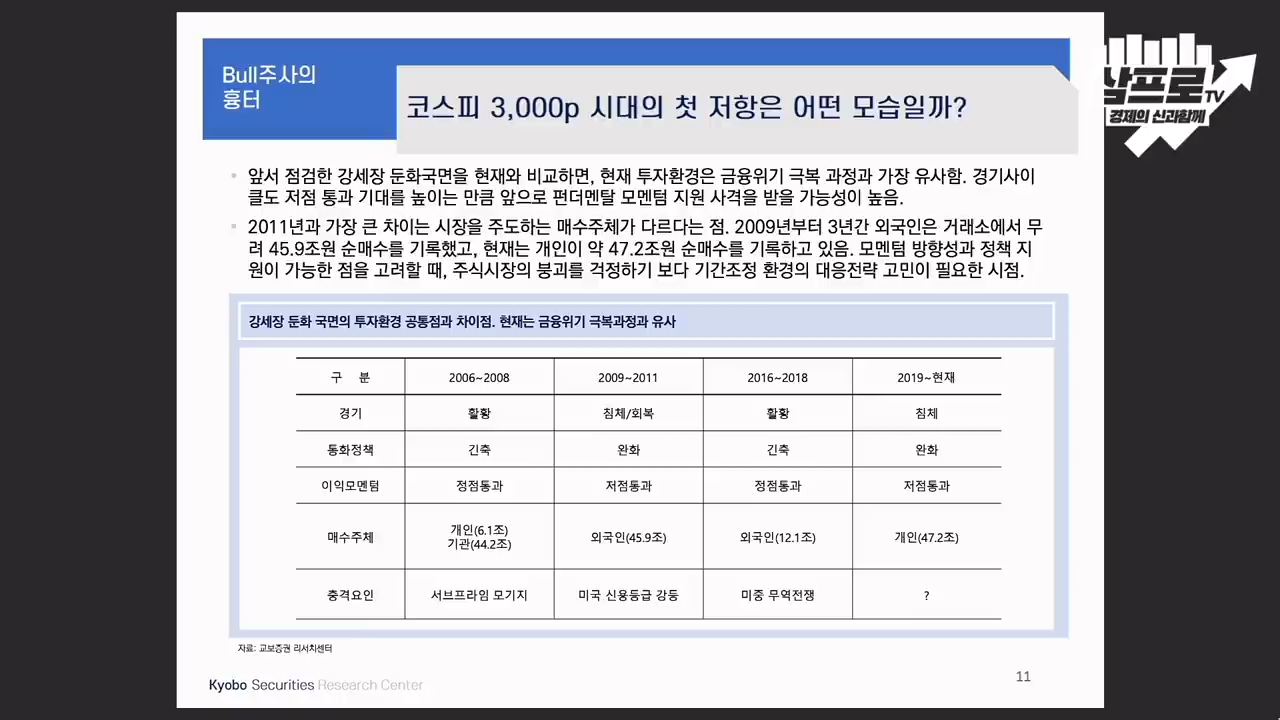 Bull주사의
흉터
코스피 3,000p 시대의 첫 저항은 어떤 모습일까?
삼프로TV
경제의 신과함께
앞서 점검한 강세장 둔화국면을 현재와 비교하면, 현재 투자환경은 금융위기 극복 과정과 가장 유사함. 경기사이
클도 저점 통과 기대를 높이는 만큼 앞으로 펀더멘탈 모멘텀 지원 사격을 받을 가능성이 높음.
2011년과 가장 큰 차이는 시장을 주도하는 매수주체가 다르다는 점. 2009년부터 3년간 외국인은 거래소에서 무
려 45.9조원 순매수를 기록했고, 현재는 개인이 약 47.2조원 순매수를 기록하고 있음. 모멘텀 방향성과 정책 지
원이 가능한 점을 고려할 때, 주식시장의 붕괴를 걱정하기 보다 기간조정 환경의 대응전략 고민이 필요한 시점.
강세장 둔화 국면의 투자환경 공통점과 차이점. 현재는 금융위기 극복과정과 유사
구 분 2006~2008 2009~2011 2016~2018 2019~현재
경기 활황 침체/회복 활황 침체
통화정책 긴축 완화 긴축 완화
이익모멘텀 정점통과 저점통과 정점통과 저점통과
매수주체 개인(6.1조) 기관(44.2조) 외국인(45.9조) 외국인(12.1조) 개인(47.2조)
충격요인 서브프라임 모기지 미국 신용등급 강등 미중 무역전쟁 ?
자료: 교보증권 리서치센터
Kyobo Securities Research Center
11